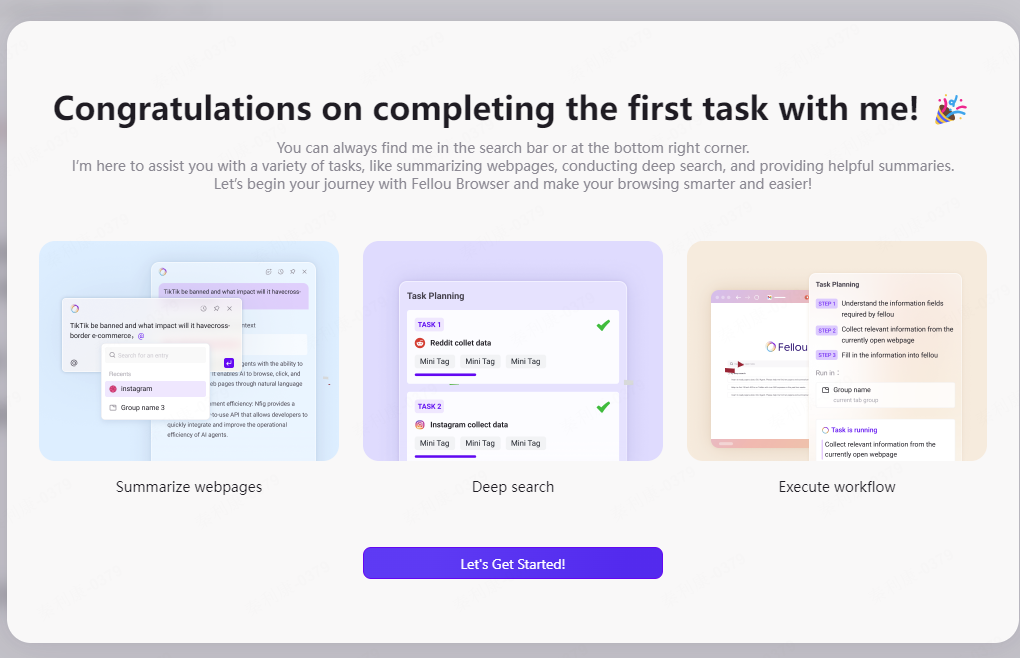 Congratulations on completing the first task with me! 🎉
You can always find me in the search bar or at the bottom right corner.
I'm here to assist you with a variety of tasks, like summarizing webpages, conducting deep search, and providing helpful summaries.
Let's begin your journey with Fellou Browser and make your browsing smarter and easier!
TikTik be banned and what impact will it havecross-
TikTik be banned and what impact will it havecross-
border e-commerce, @
ntext
Search for an entry
Recents
instagram
Group name 3
gents with the ability to
it enables AI to browse, click, and
eb pages through natural language
ment efficiency: Nfig provides a
-to-use API that allows developers to
quickly integrate and improve the operational
efficiency of AI agents.
Summarize webpages
Task Planning
TASK 1
Reddit collet data
Mini Tag Mini Tag Mini Tag
TASK 2
Instagram collect data
Mini Tag Mini Tag Mini Tag
Deep search
Fellou
Task Planning
STEP 1 Understand the information fields
required by fellou
STEP 2 Collect relevant information from the
currently open webpage
STEP 3 Fill in the information into fellou
Run in :
Group name
current tab group
Task is running
Collect relevant information from the
currently open webpage
Execute workflow
Let's Get Started!